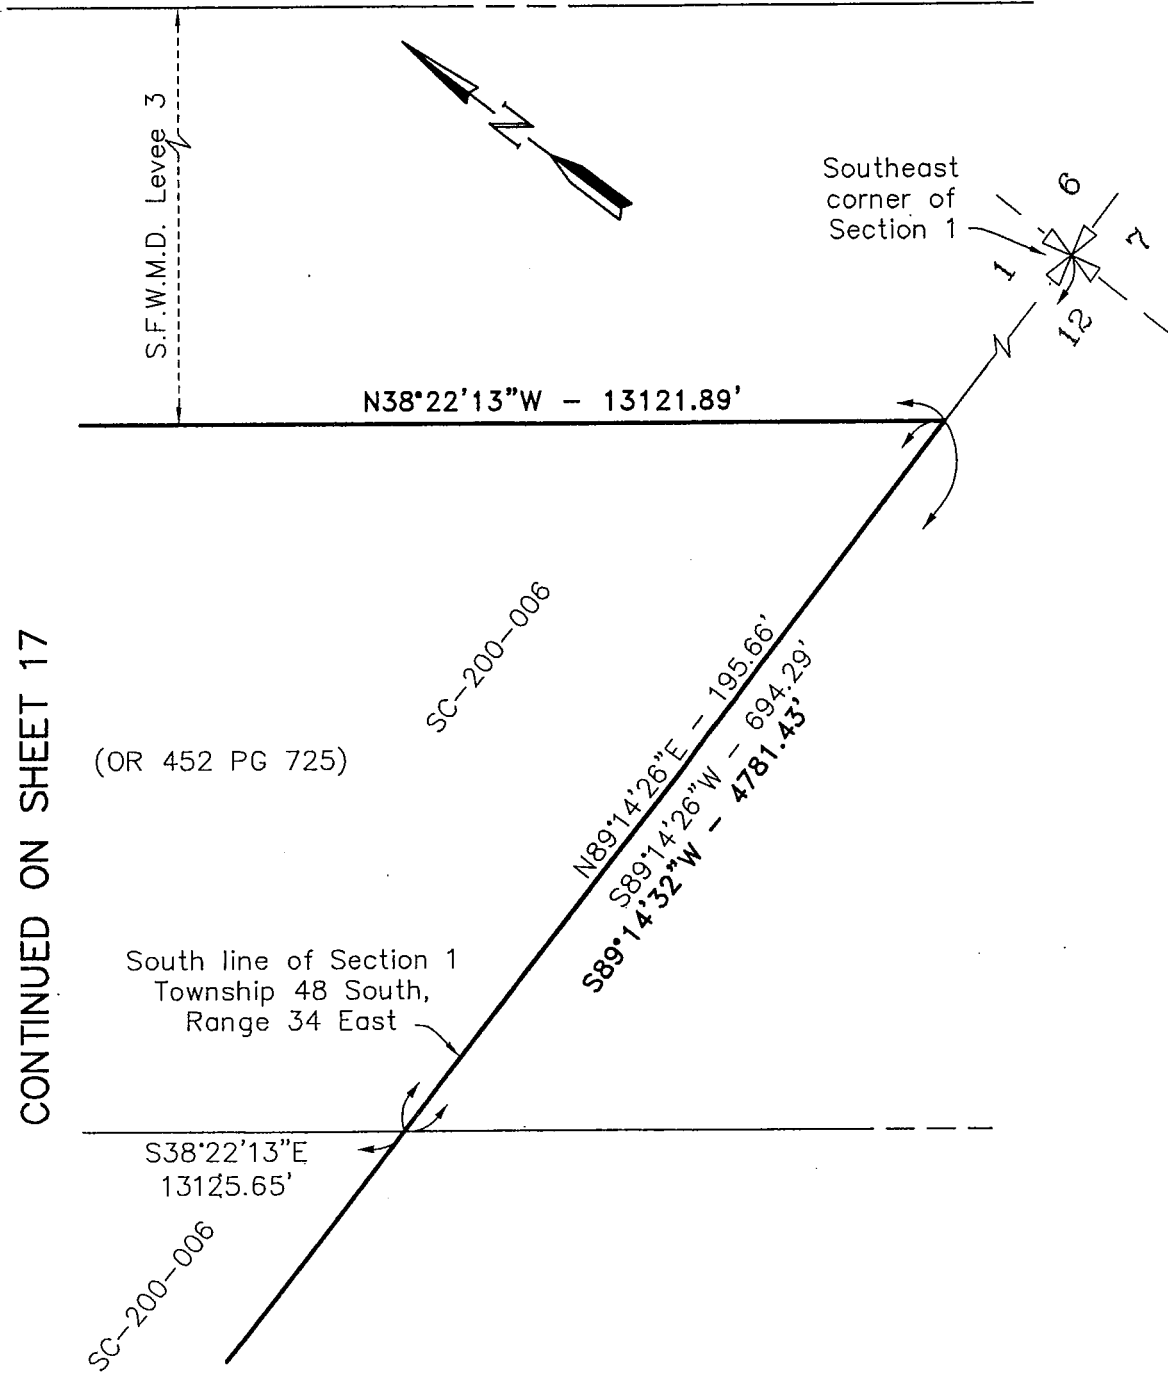 S.F.W.M.D. Levee 3
N
Southeast
corner of
Section 1
6
7
1
12
N38°22'13"W – 13121.89'
SC–200–006
CONTINUED ON SHEET 17
(OR 452 PG 725)
N89°14'26"E – 195.66'
S89°14'26"W – 694.29'
S89°14'32"W – 4781.43'
South line of Section 1
Township 48 South,
Range 34 East
S38°22'13"E
13125.65'
SC–200–006